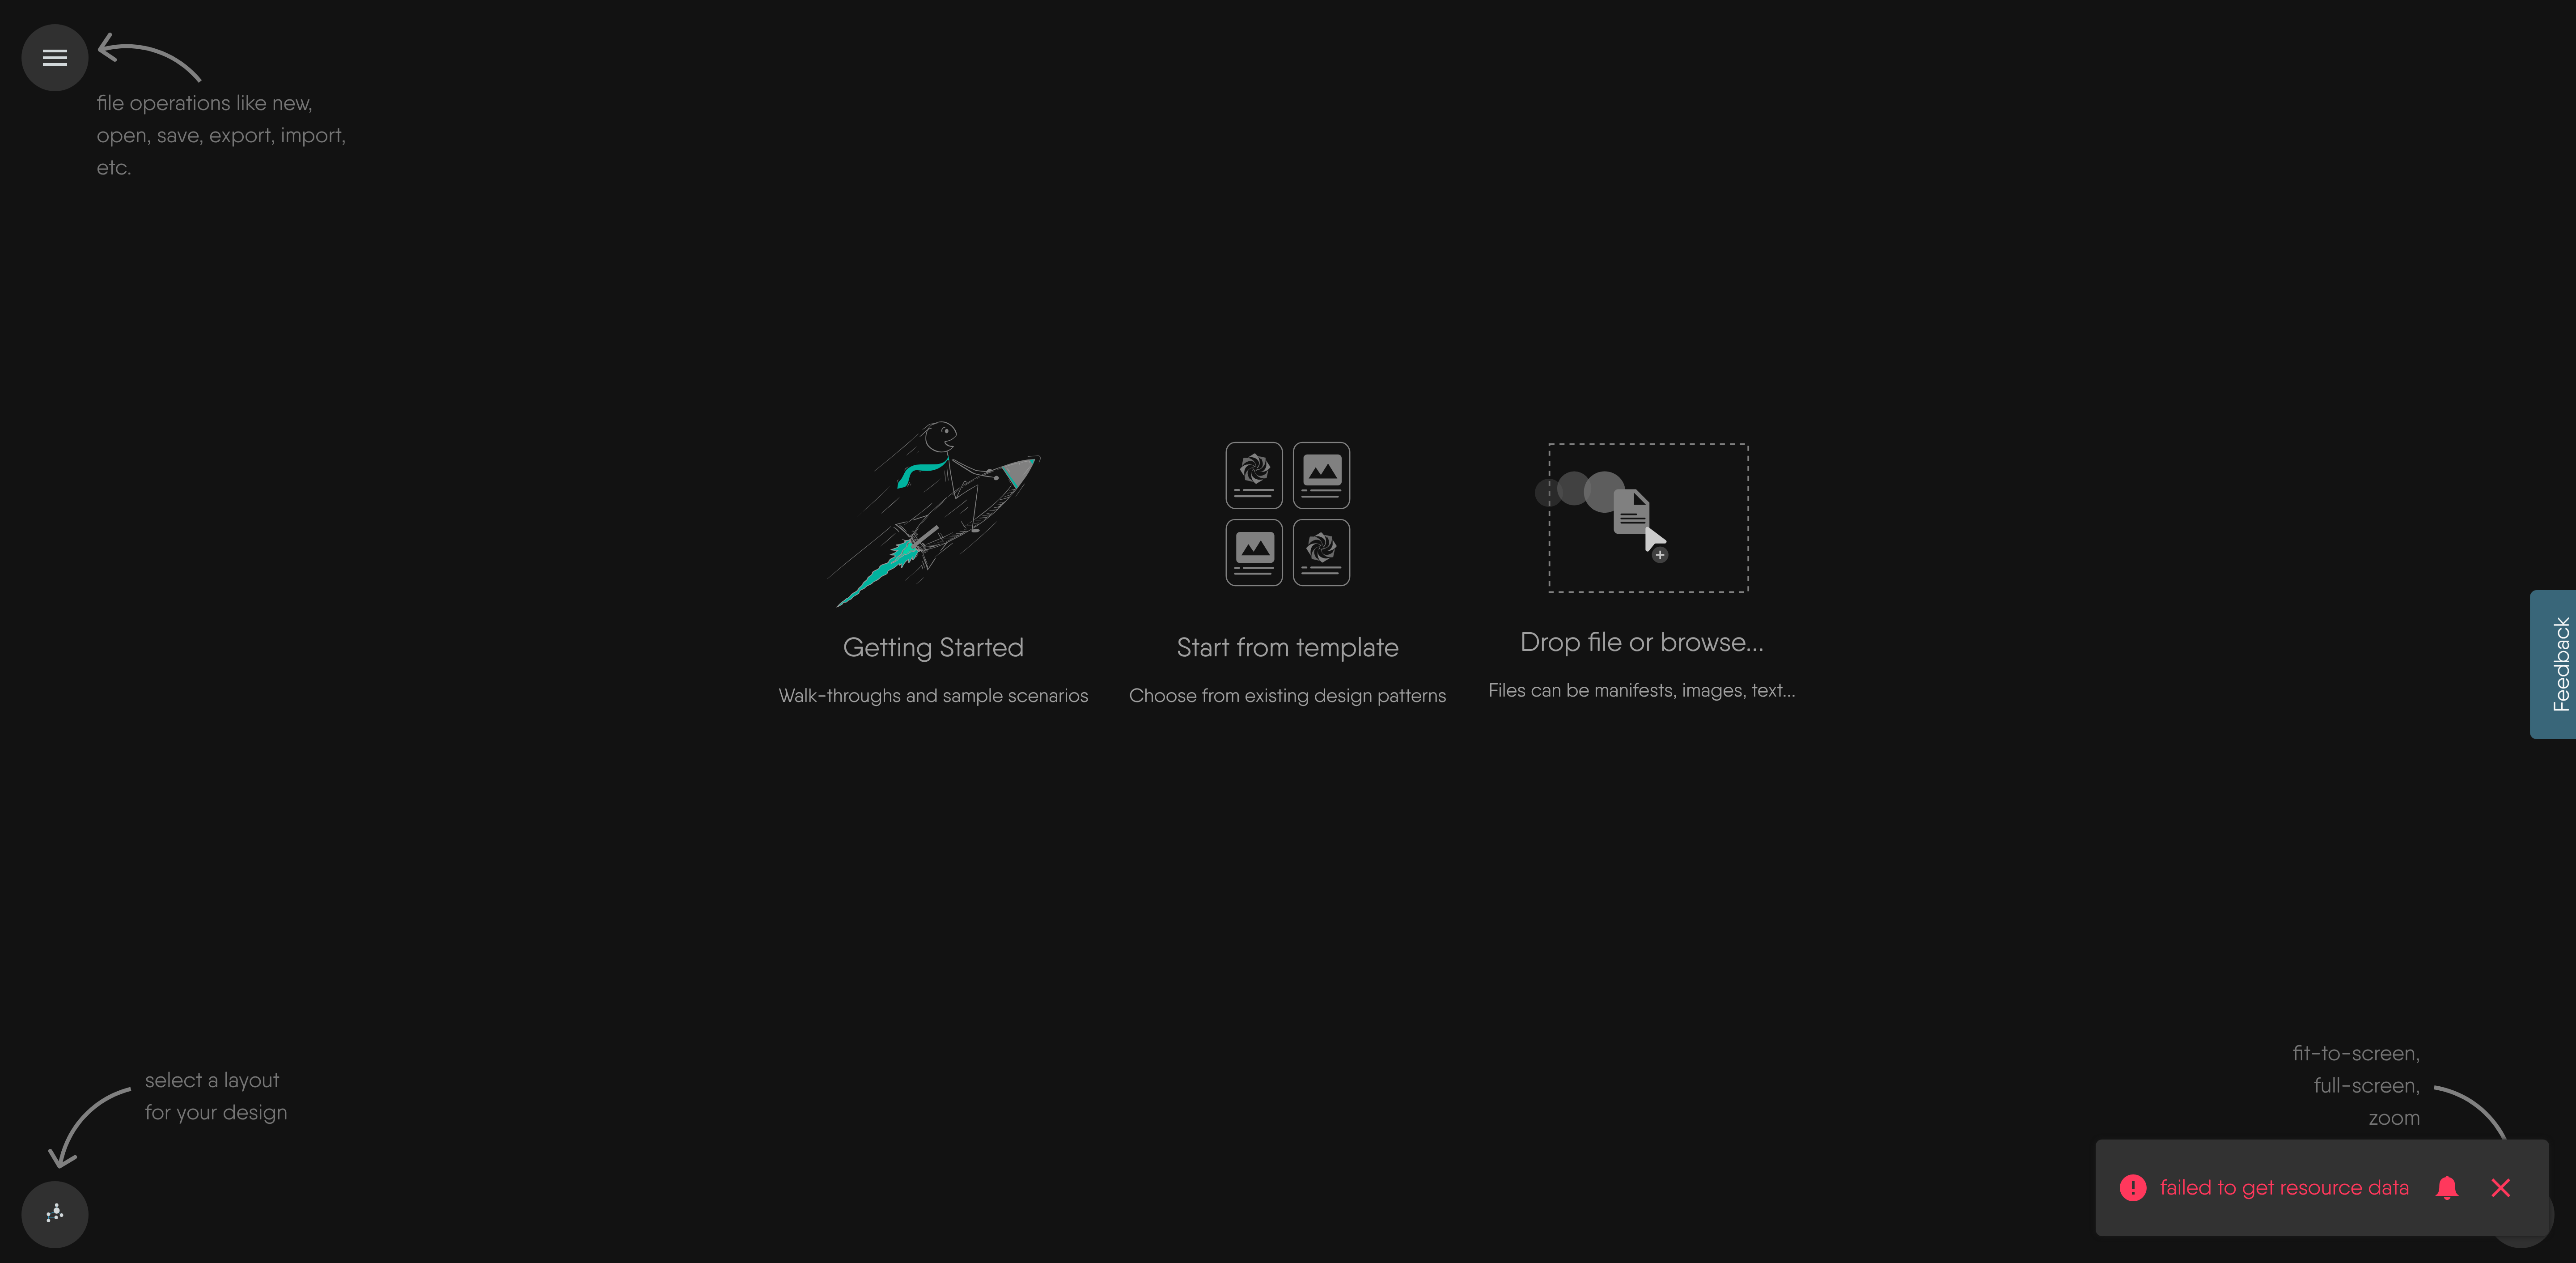 file operations like new,
open, save, export, import,
etc.
Getting Started
Walk-throughs and sample scenarios
Start from template
Choose from existing design patterns
Drop file or browse...
Files can be manifests, images, text...
Feedback
select a layout
for your design
fit-to-screen,
full-screen,
zoom
failed to get resource data